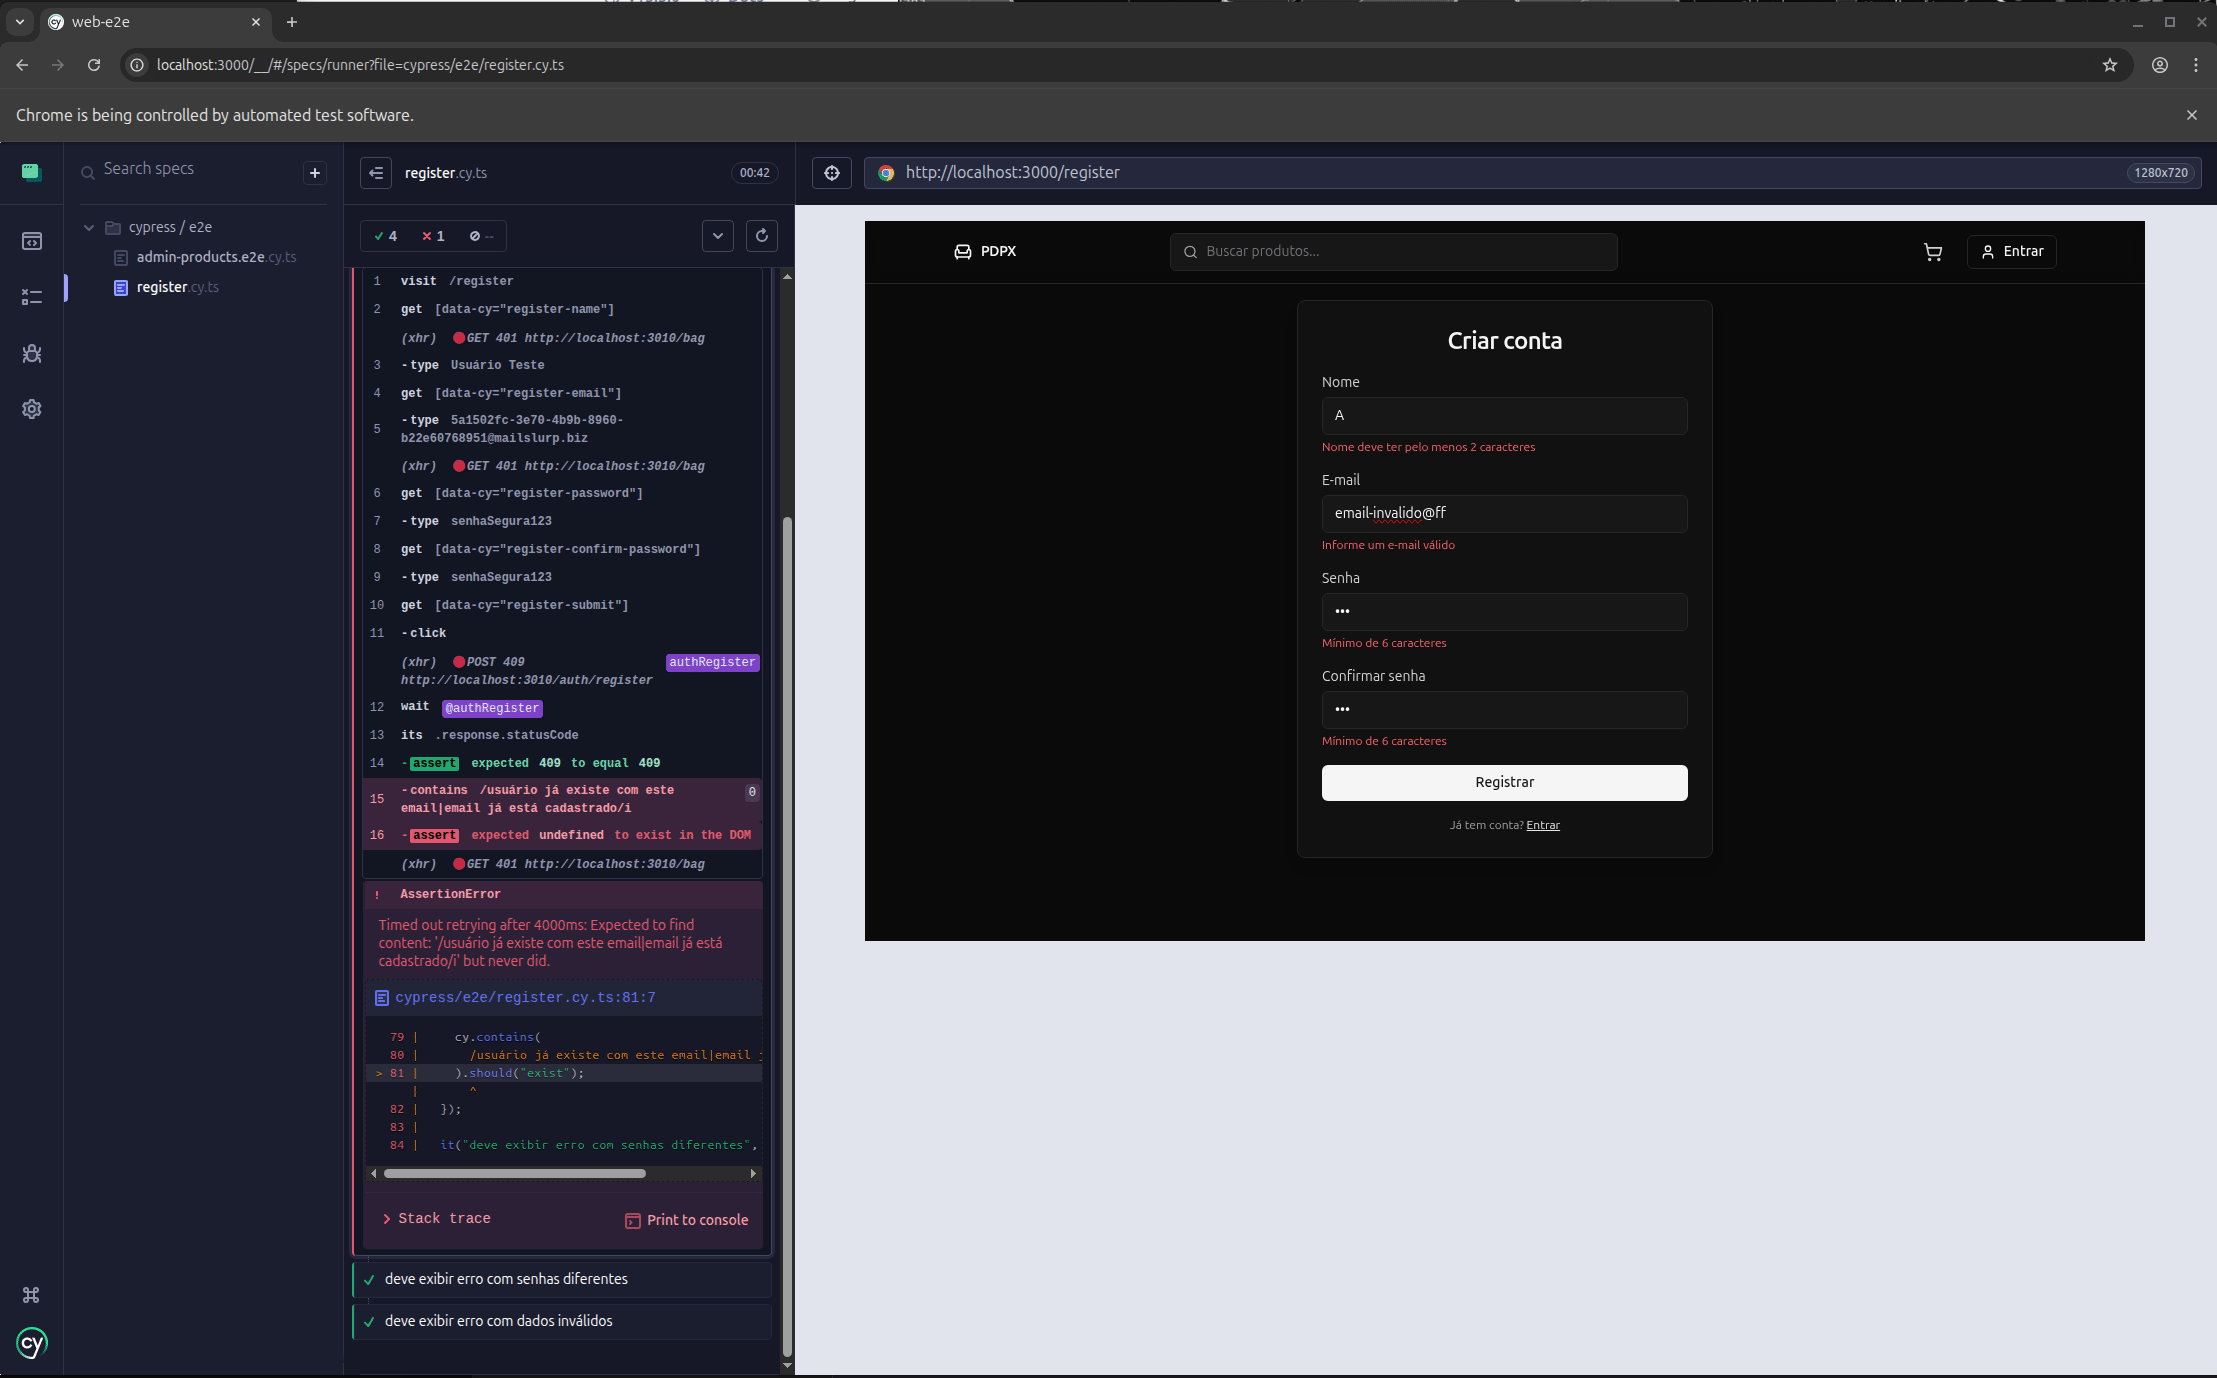 web-e2e
localhost:3000/__/#/specs/runner?file=cypress/e2e/register.cy.ts
Chrome is being controlled by automated test software.
Search specs
cypress / e2e
admin-products.e2e.cy.ts
register.cy.ts
register.cy.ts
00:42
4
1
--
1 visit /register
2 get [data-cy="register-name"]
(xhr) GET 401 http://localhost:3010/bag
3 -type Usuário Teste
4 get [data-cy="register-email"]
5 -type 5a1502fc-3e70-4b9b-8960-
b22e60768951@mailslurp.biz
(xhr) GET 401 http://localhost:3010/bag
6 get [data-cy="register-password"]
7 -type senhaSegura123
8 get [data-cy="register-confirm-password"]
9 -type senhaSegura123
10 get [data-cy="register-submit"]
11 -click
(xhr) POST 409 authRegister
http://localhost:3010/auth/register
12 wait @authRegister
13 its .response.statusCode
14 -assert expected 409 to equal 409
15 -contains /usuário já existe com este 0
email|email já está cadastrado/i
16 -assert expected undefined to exist in the DOM
(xhr) GET 401 http://localhost:3010/bag
! AssertionError
Timed out retrying after 4000ms: Expected to find
content: '/usuário já existe com este email|email já está
cadastrado/i' but never did.
cypress/e2e/register.cy.ts:81:7
79 | cy.contains(
80 | /usuário já existe com este email|email
> 81 | ).should("exist");
| ^
82 | });
83 |
84 | it("deve exibir erro com senhas diferentes",
Stack trace
Print to console
deve exibir erro com senhas diferentes
deve exibir erro com dados inválidos
cy
http://localhost:3000/register
1280x720
PDPX
Buscar produtos...
Entrar
Criar conta
Nome
A
Nome deve ter pelo menos 2 caracteres
E-mail
email-invalido@ff
Informe um e-mail válido
Senha
•••
Mínimo de 6 caracteres
Confirmar senha
•••
Mínimo de 6 caracteres
Registrar
Já tem conta? Entrar